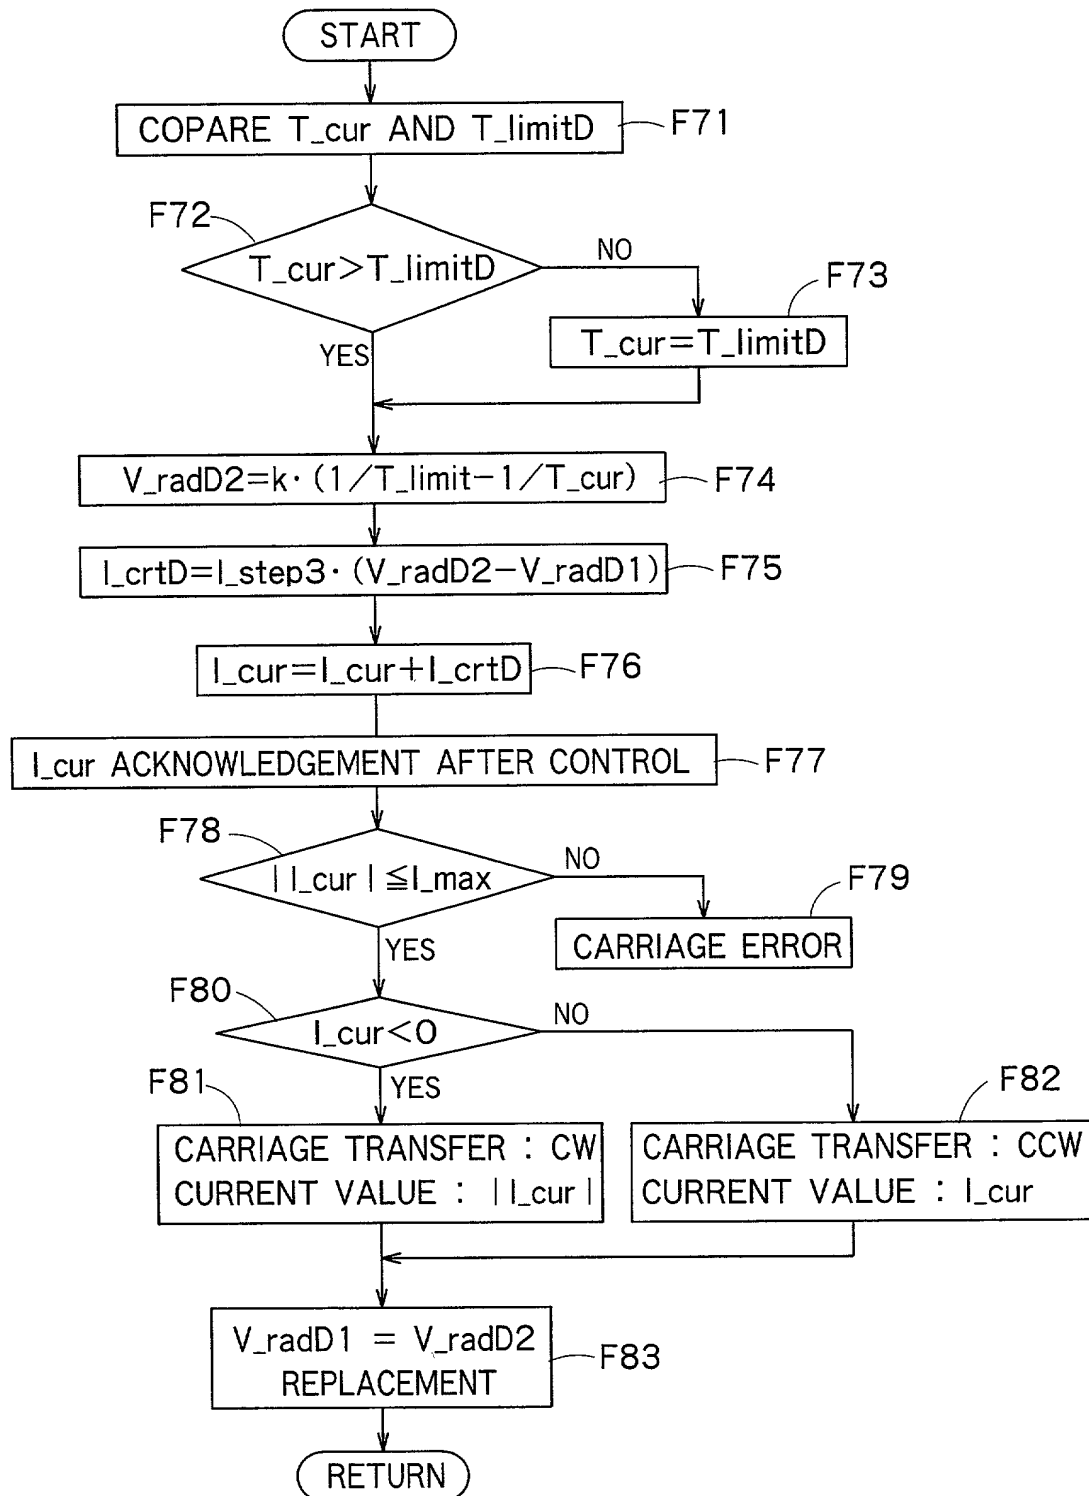 START
COPARE T_cur AND T_limitD
F71
F72
T_cur>T_limitD
NO
F73
T_cur=T_limitD
YES
V_radD2=k·(1/T_limit-1/T_cur)
F74
I_crtD=I_step3·(V_radD2-V_radD1)
F75
I_cur=I_cur+I_crtD
F76
I_cur ACKNOWLEDGEMENT AFTER CONTROL
F77
F78
|I_cur|≦I_max
NO
F79
CARRIAGE ERROR
YES
F80
I_cur<0
NO
F81
YES
F82
CARRIAGE TRANSFER : CW
CURRENT VALUE : |I_cur|
CARRIAGE TRANSFER : CCW
CURRENT VALUE : I_cur
V_radD1 = V_radD2
REPLACEMENT
F83
RETURN